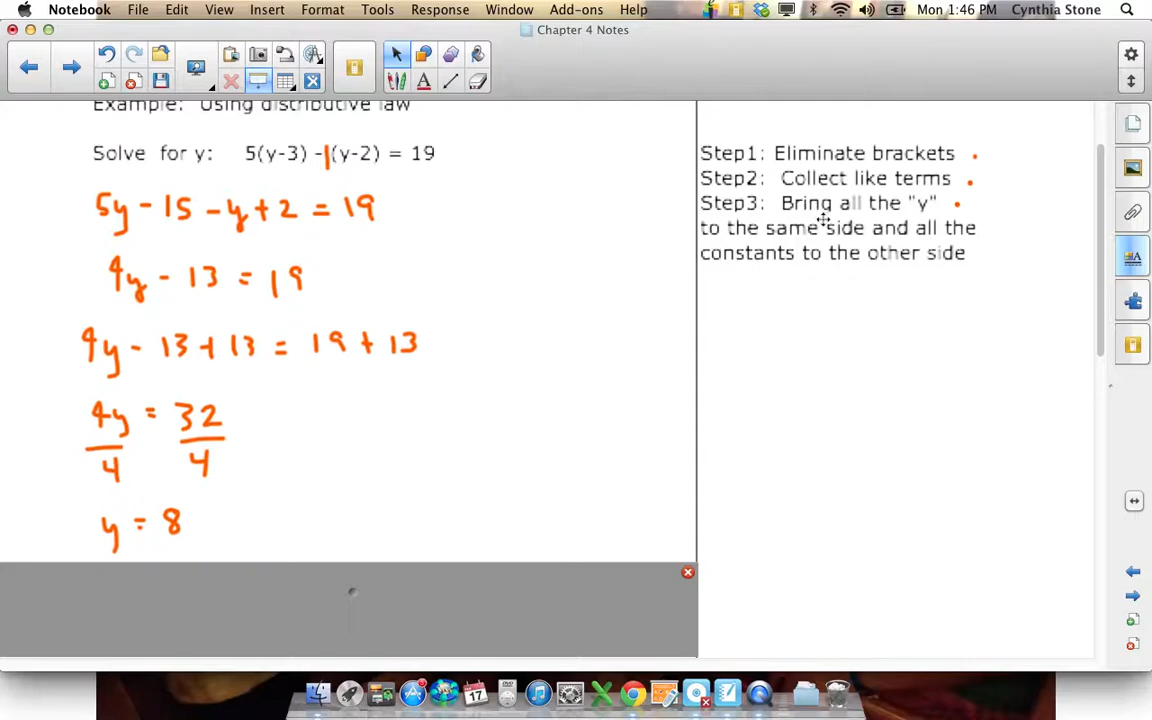 Notebook File Edit View Insert Format Tools Response Window Add-ons Help Mon 1:46 PM Cynthia Stone
Chapter 4 Notes
Example: Using distributive law
Solve for y: 5(y-3) -1(y-2) = 19
5y - 15 - y + 2 = 19
4y - 13 = 19
4y - 13 + 13 = 19 + 13
4y = 32
4 4
y = 8
Step1: Eliminate brackets
Step2: Collect like terms
Step3: Bring all the "y"
to the same side and all the
constants to the other side
17